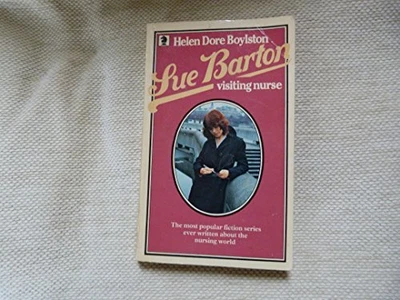 Helen Dore Boylston
Sue Barton
visiting nurse
The most popular fiction series
ever written about the
nursing world